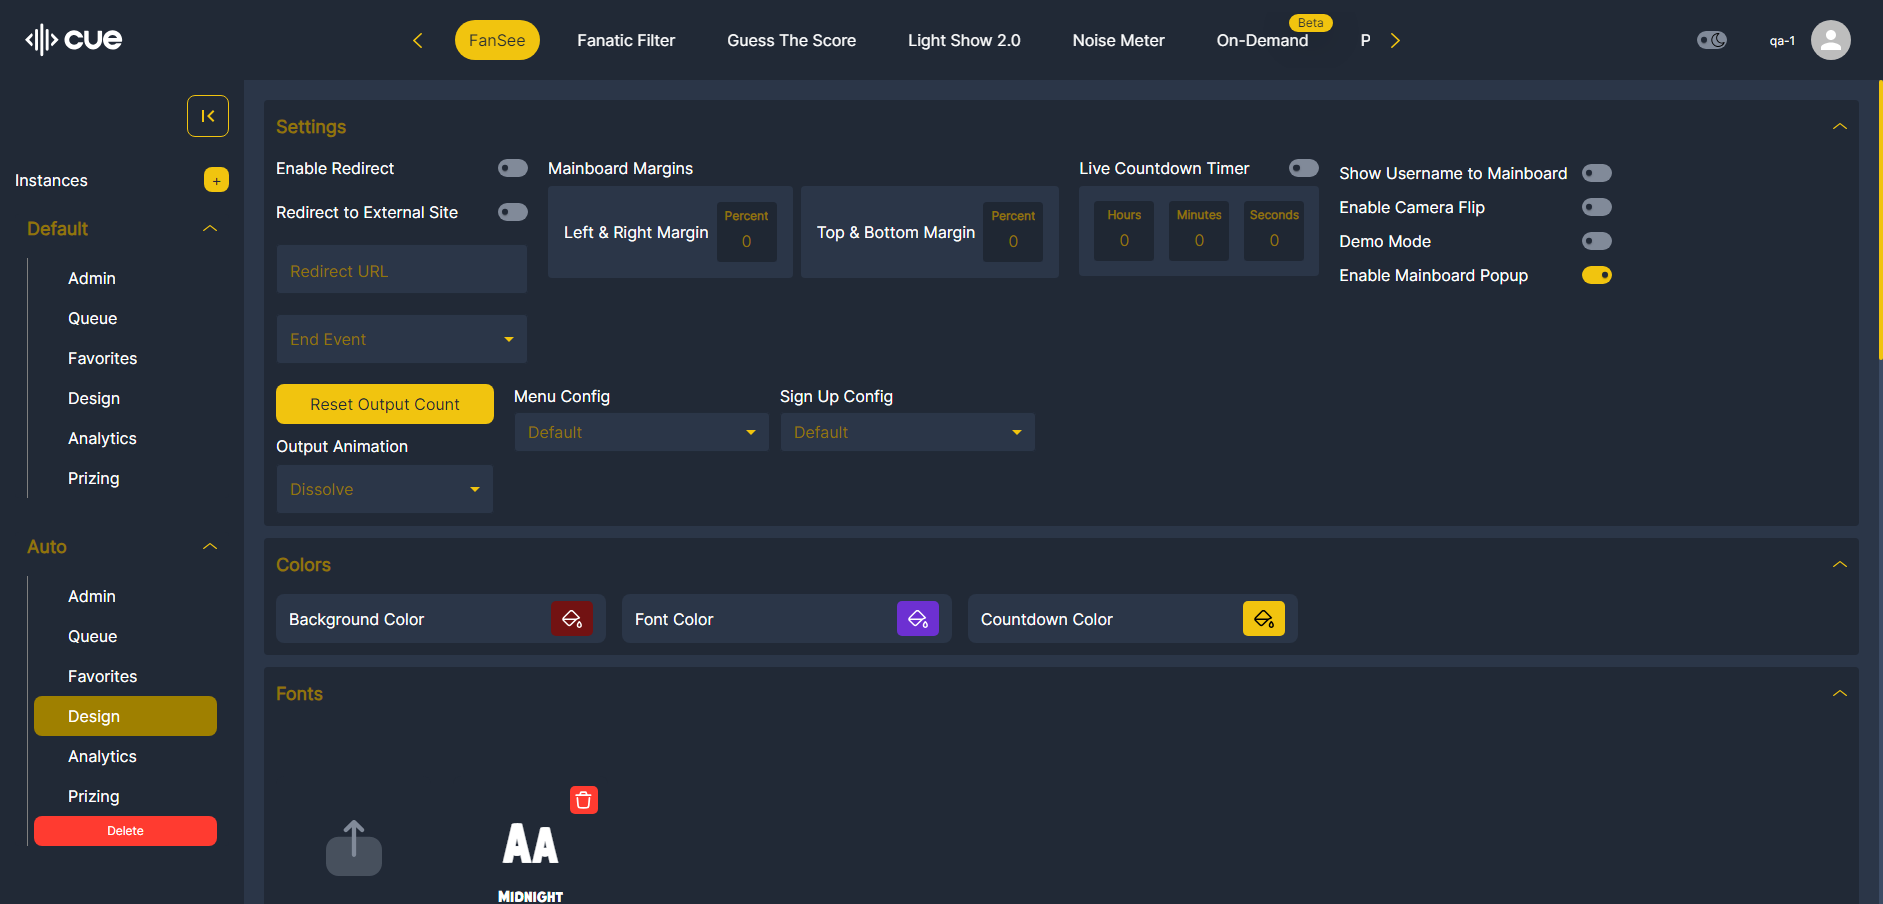 cue
FanSee
Fanatic Filter
Guess The Score
Light Show 2.0
Noise Meter
On-Demand
Beta
P
qa-1
Instances
+
Default
Admin
Queue
Favorites
Design
Analytics
Prizing
Auto
Admin
Queue
Favorites
Design
Analytics
Prizing
Delete
Settings
Enable Redirect
Redirect to External Site
Redirect URL
End Event
Mainboard Margins
Left & Right Margin
Percent
0
Top & Bottom Margin
Percent
0
Live Countdown Timer
Hours
0
Minutes
0
Seconds
0
Show Username to Mainboard
Enable Camera Flip
Demo Mode
Enable Mainboard Popup
Reset Output Count
Output Animation
Dissolve
Menu Config
Default
Sign Up Config
Default
Colors
Background Color
Font Color
Countdown Color
Fonts
AA
MIDNIGHT